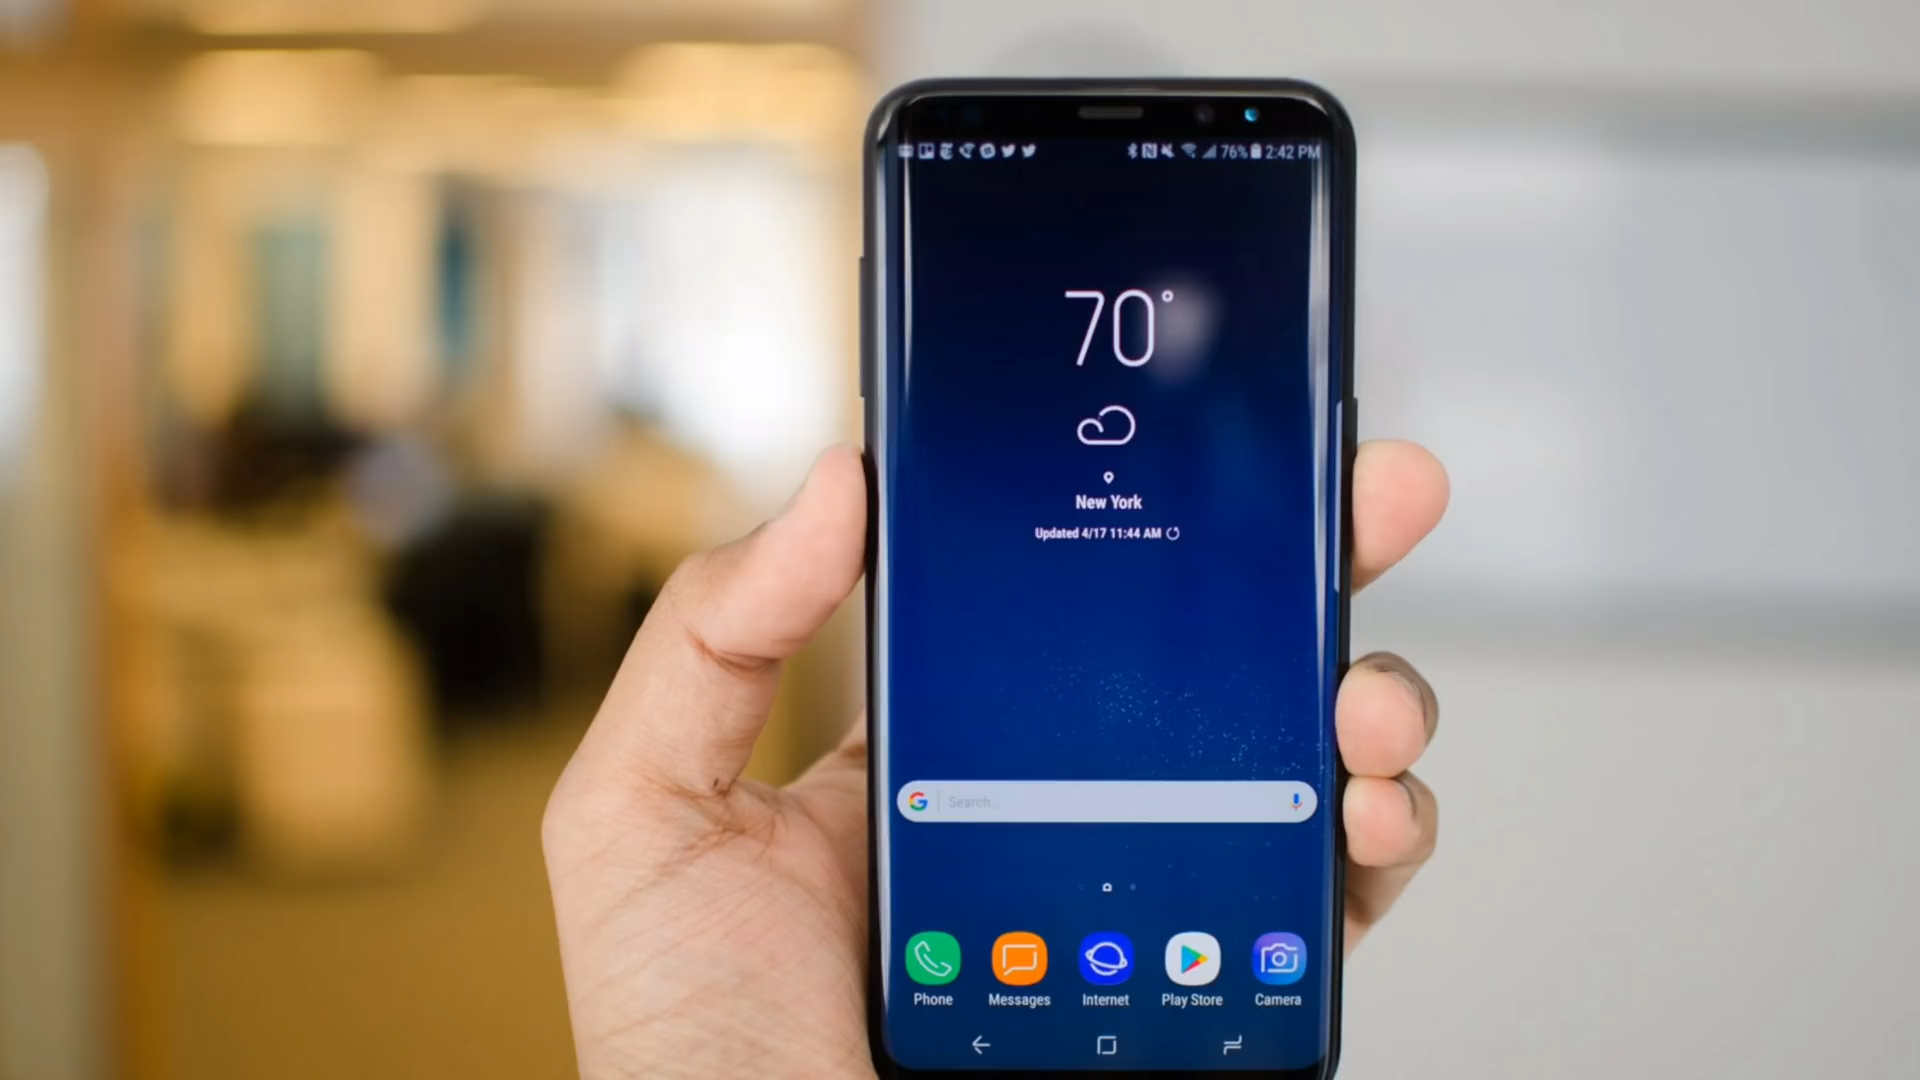 76% 2:42 PM
70°
New York
Updated 4/17 11:44 AM
Search...
Phone Messages Internet Play Store Camera